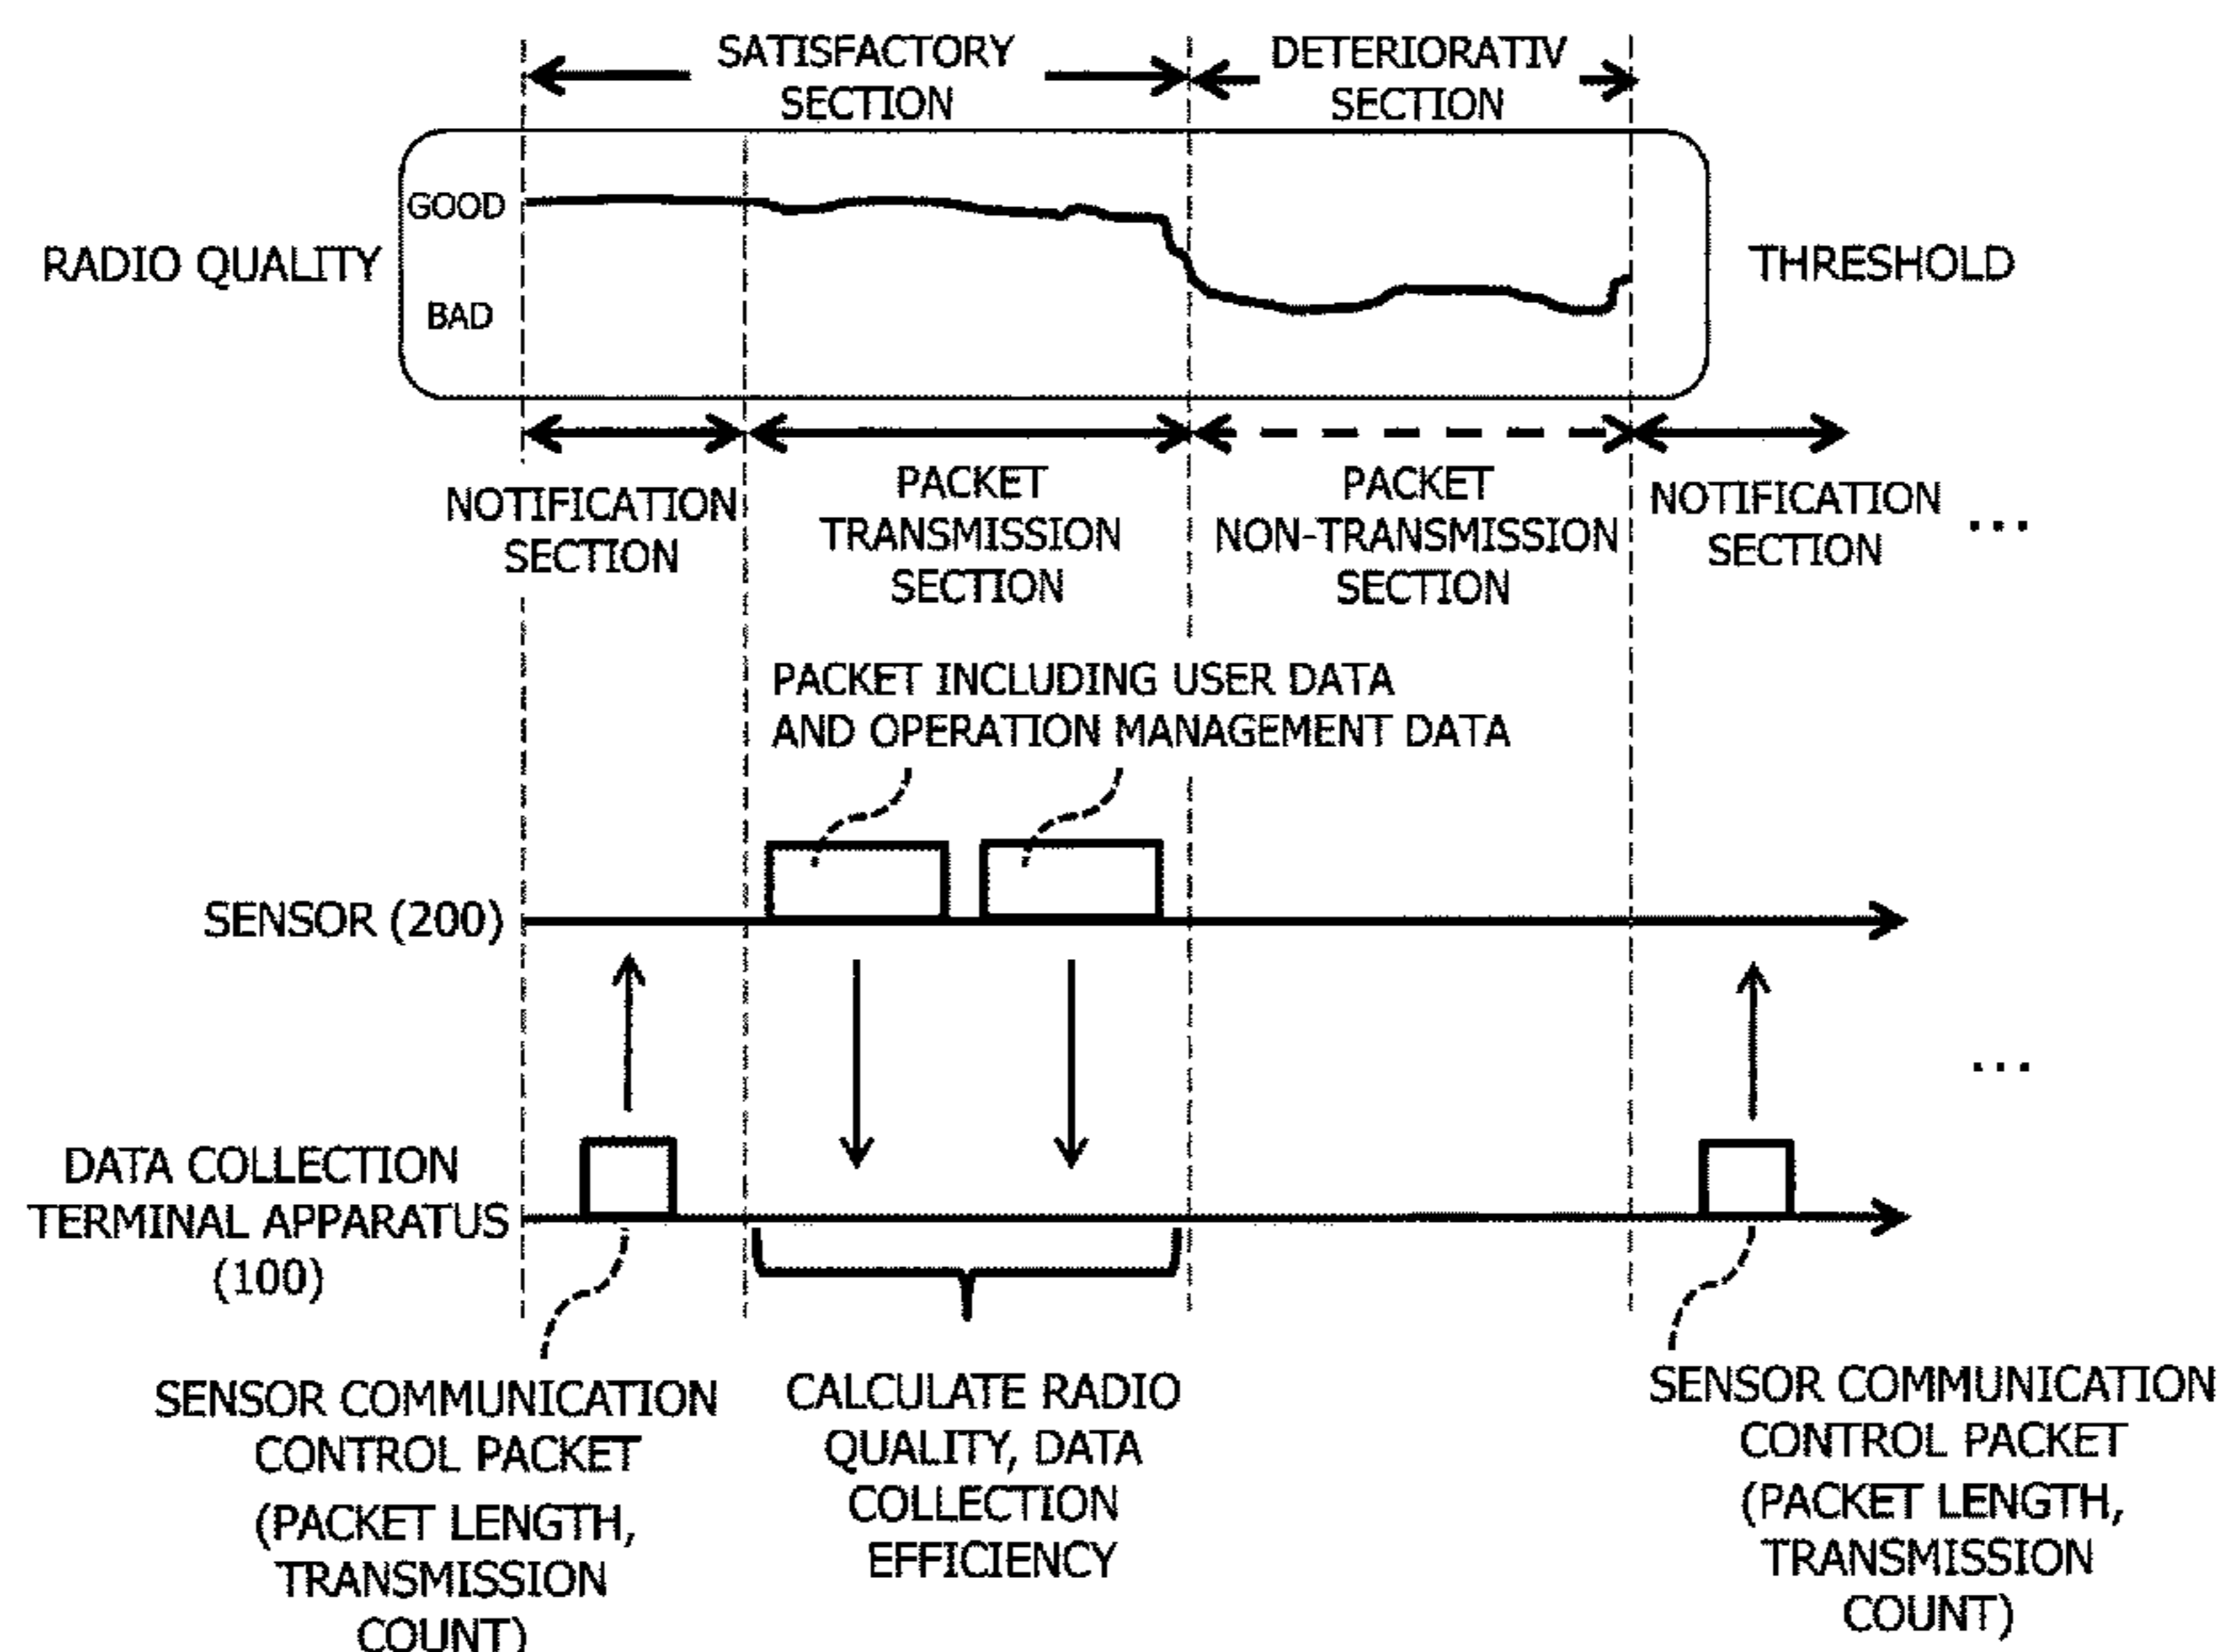 SATISFACTORY
SECTION
DETERIORATIV
SECTION
GOOD
RADIO QUALITY
BAD
THRESHOLD
NOTIFICATION
SECTION
PACKET
TRANSMISSION
SECTION
PACKET
NON-TRANSMISSION
SECTION
NOTIFICATION
SECTION
...
PACKET INCLUDING USER DATA
AND OPERATION MANAGEMENT DATA
SENSOR (200)
...
DATA COLLECTION
TERMINAL APPARATUS
(100)
SENSOR COMMUNICATION
CONTROL PACKET
(PACKET LENGTH,
TRANSMISSION
COUNT)
CALCULATE RADIO
QUALITY, DATA
COLLECTION
EFFICIENCY
SENSOR COMMUNICATION
CONTROL PACKET
(PACKET LENGTH,
TRANSMISSION
COUNT)